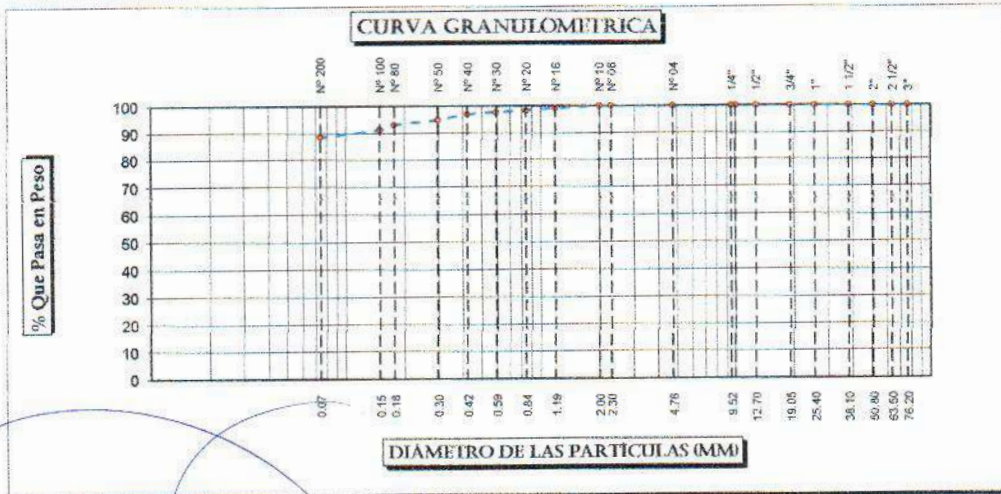 CURVA GRANULOMETRICA
Nº 200 Nº 100 Nº 80 Nº 50 Nº 40 Nº 30 Nº 20 Nº 16 Nº 10 Nº 08 Nº 04 1/4" 1/2" 3/4" 1" 1 1/2" 2" 2 1/2" 3"
% Que Pasa en Peso
100
90
80
70
60
50
40
30
20
10
0
0.07 0.15 0.18 0.30 0.42 0.59 0.84 1.19 2.00 2.30 4.76 9.52 12.70 19.05 25.40 38.10 50.80 63.50 76.20
DIÁMETRO DE LAS PARTÍCULAS (MM)